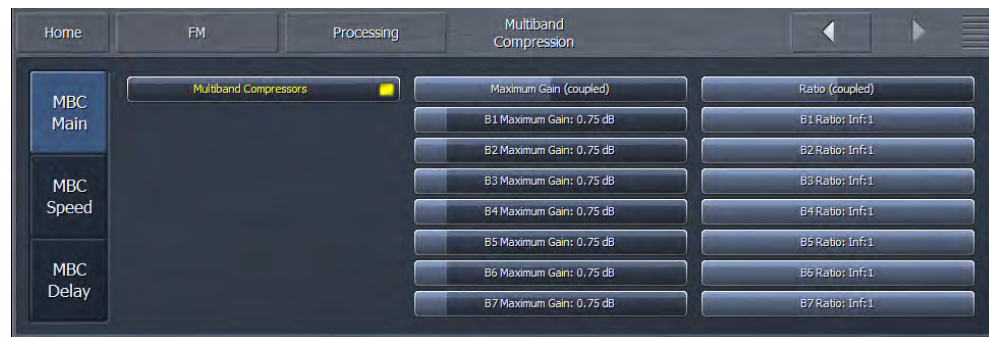 Home
FM
Processing
Multiband
Compression
MBC
Main
MBC
Speed
MBC
Delay
Multiband Compressors
Maximum Gain (coupled)
B1 Maximum Gain: 0.75 dB
B2 Maximum Gain: 0.75 dB
B3 Maximum Gain: 0.75 dB
B4 Maximum Gain: 0.75 dB
B5 Maximum Gain: 0.75 dB
B6 Maximum Gain: 0.75 dB
B7 Maximum Gain: 0.75 dB
Ratio (coupled)
B1 Ratio: Inf:1
B2 Ratio: Inf:1
B3 Ratio: Inf:1
B4 Ratio: Inf:1
B5 Ratio: Inf:1
B6 Ratio: Inf:1
B7 Ratio: Inf:1